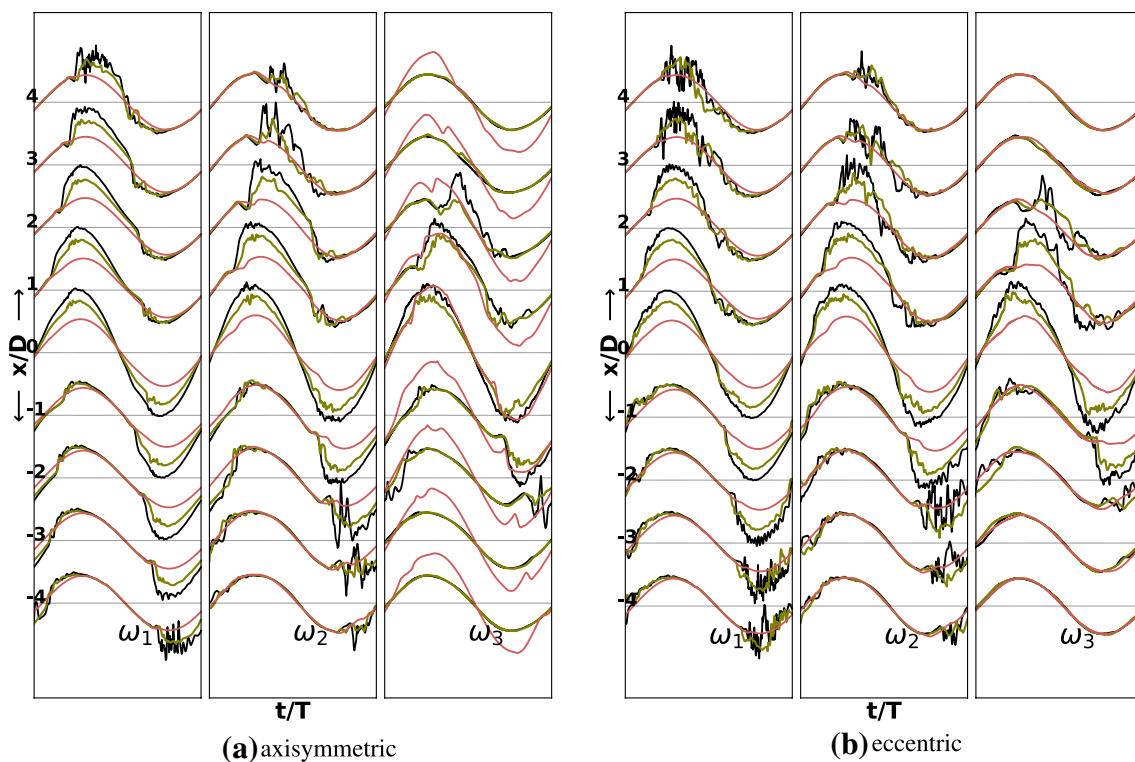 4
3
2
1
0
-1
-2
-3
-4
← x/D →
ω1
ω2
ω3
t/T
(a) axisymmetric
4
3
2
1
0
-1
-2
-3
-4
← x/D →
ω1
ω2
ω3
t/T
(b) eccentric